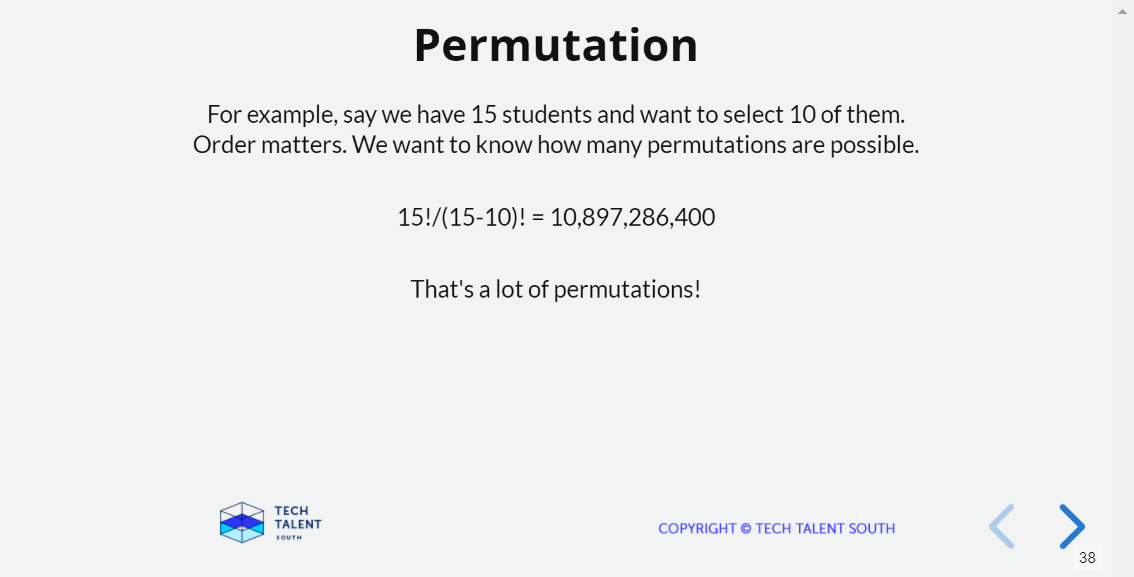 Permutation
For example, say we have 15 students and want to select 10 of them.
Order matters. We want to know how many permutations are possible.
15!/(15-10)! = 10,897,286,400
That's a lot of permutations!
TECH
TALENT
SOUTH
COPYRIGHT © TECH TALENT SOUTH
38